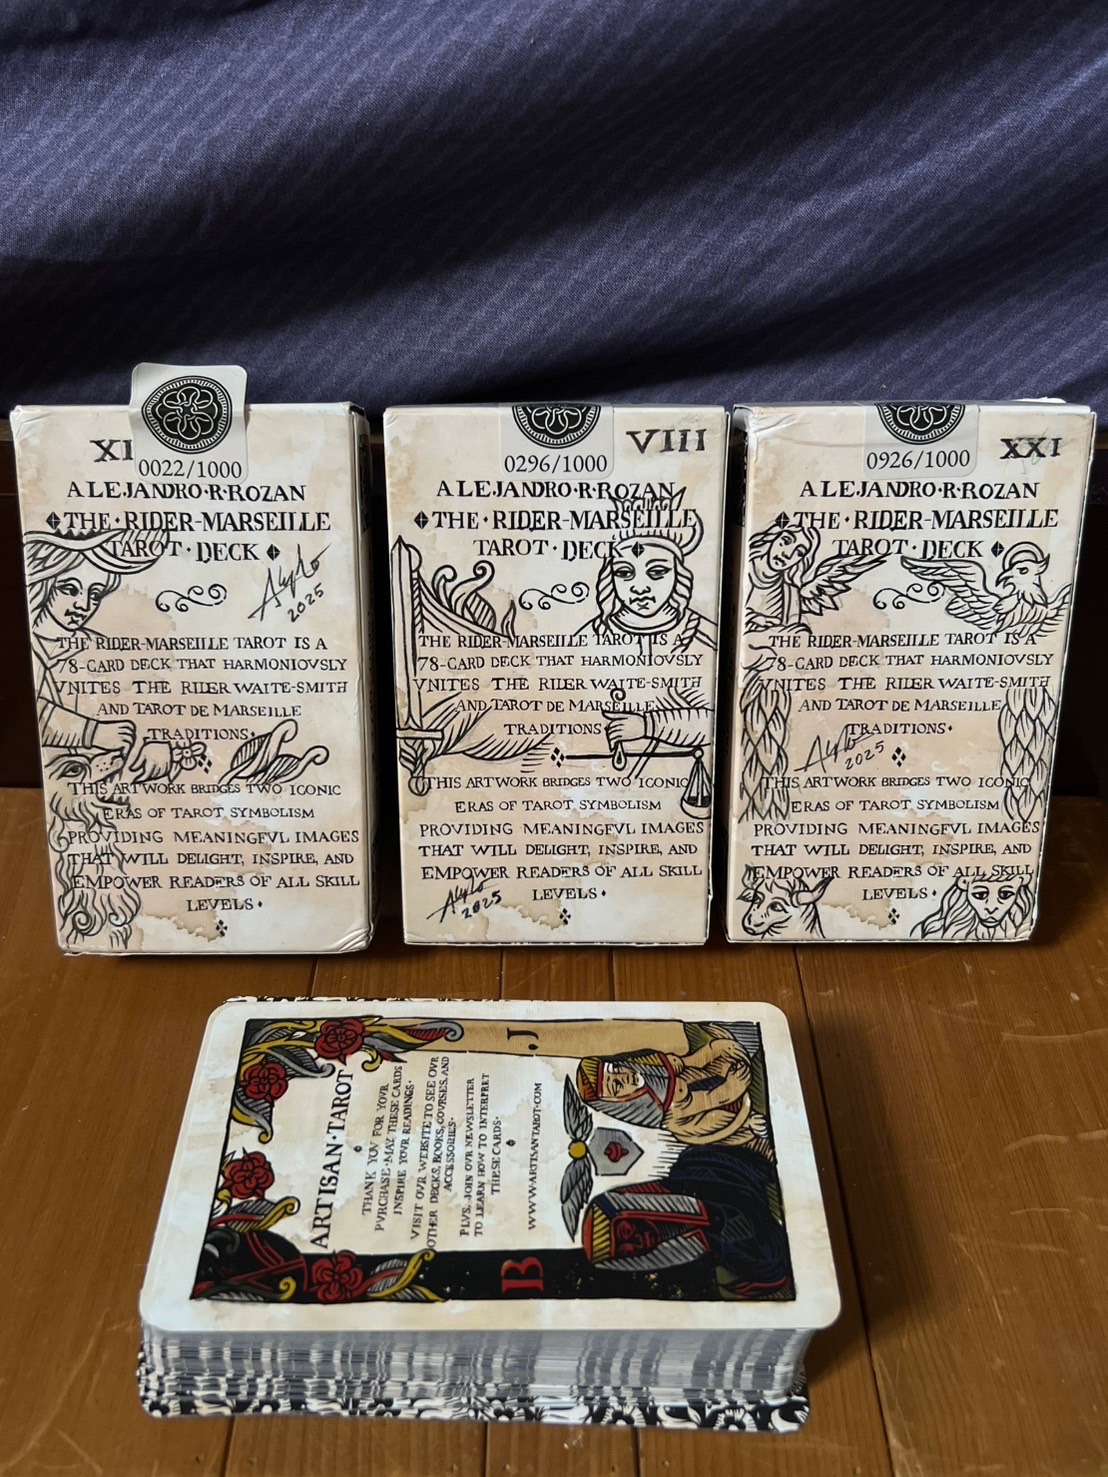 XI
0022/1000
ALEJANDRO·R·ROZAN
THE·RIDER-MARSEILLE
TAROT·DECK
2025
THE RIDER-MARSEILLE TAROT IS A
78-CARD DECK THAT HARMONIOVSLY
VNITES THE RIDER WAITE-SMITH
AND TAROT DE MARSEILLE
TRADITIONS·
THIS ARTWORK BRIDGES TWO ICONIC
ERAS OF TAROT SYMBOLISM
PROVIDING MEANINGFVL IMAGES
THAT WILL DELIGHT, INSPIRE, AND
EMPOWER READERS OF ALL SKILL
LEVELS·
VIII
0296/1000
ALEJANDRO·R·ROZAN
THE·RIDER-MARSEILLE
TAROT·DECK
THE RIDER-MARSEILLE TAROT IS A
78-CARD DECK THAT HARMONIOVSLY
VNITES THE RIDER WAITE-SMITH
AND TAROT DE MARSEILLE
TRADITIONS·
THIS ARTWORK BRIDGES TWO ICONIC
ERAS OF TAROT SYMBOLISM
PROVIDING MEANINGFVL IMAGES
THAT WILL DELIGHT, INSPIRE, AND
EMPOWER READERS OF ALL SKILL
LEVELS·
2025
XXI
0926/1000
ALEJANDRO·R·ROZAN
THE·RIDER-MARSEILLE
TAROT·DECK
THE RIDER-MARSEILLE TAROT IS A
78-CARD DECK THAT HARMONIOVSLY
VNITES THE RIDER WAITE-SMITH
AND TAROT DE MARSEILLE
TRADITIONS·
2025
THIS ARTWORK BRIDGES TWO ICONIC
ERAS OF TAROT SYMBOLISM
PROVIDING MEANINGFVL IMAGES
THAT WILL DELIGHT, INSPIRE, AND
EMPOWER READERS OF ALL SKILL
LEVELS·
ARTISAN·TAROT
THANK YOV FOR YOVR
PVRCHASE·MAY THESE CARDS
INSPIRE YOVR READINGS·
VISIT OVR WEBSITE TO SEE OVR
OTHER DECKS, BOOKS, COVRSES, AND
ACCESSORIES·
PLVS, JOIN OVR NEWSLETTER
TO LEARN HOW TO INTERPRET
THESE CARDS·
WWW·ARTISANTAROT·COM
B
.J